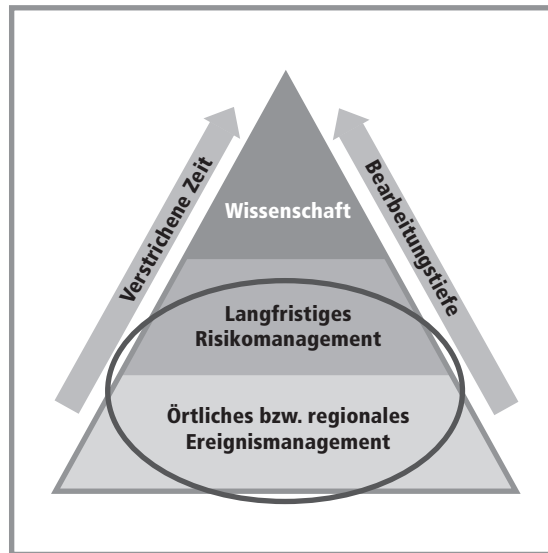 Verstrichene Zeit
Bearbeitungstiefe
Wissenschaft
Langfristiges
Risikomanagement
Örtliches bzw. regionales
Ereignismanagement